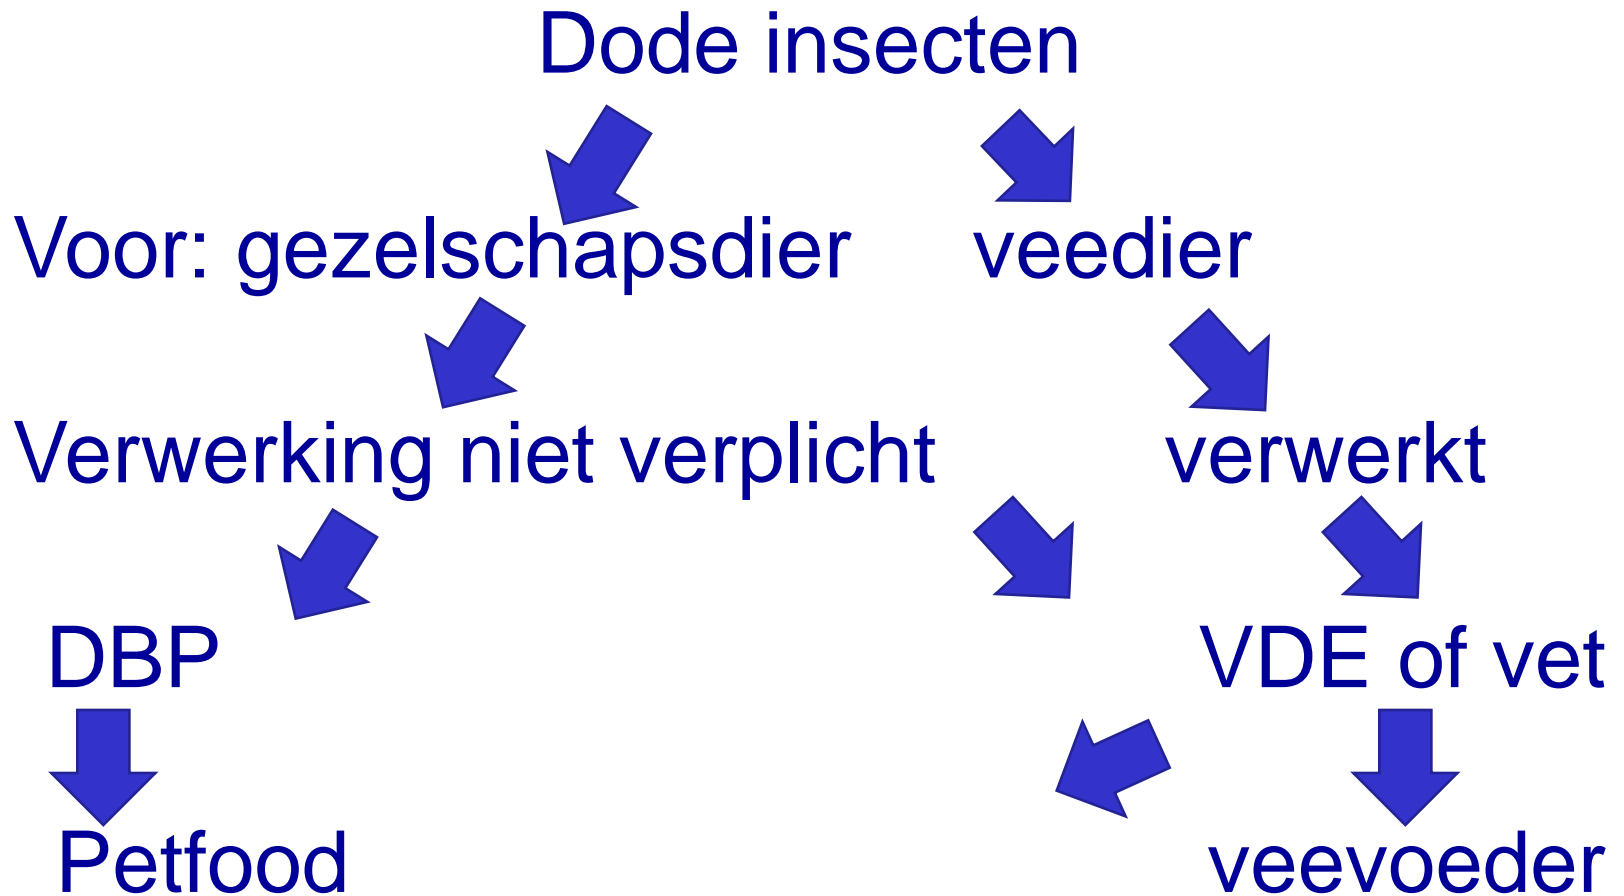 Dode insecten
Voor: gezelschapsdier veedier
Verwerking niet verplicht verwerkt
DBP VDE of vet
Petfood veevoeder